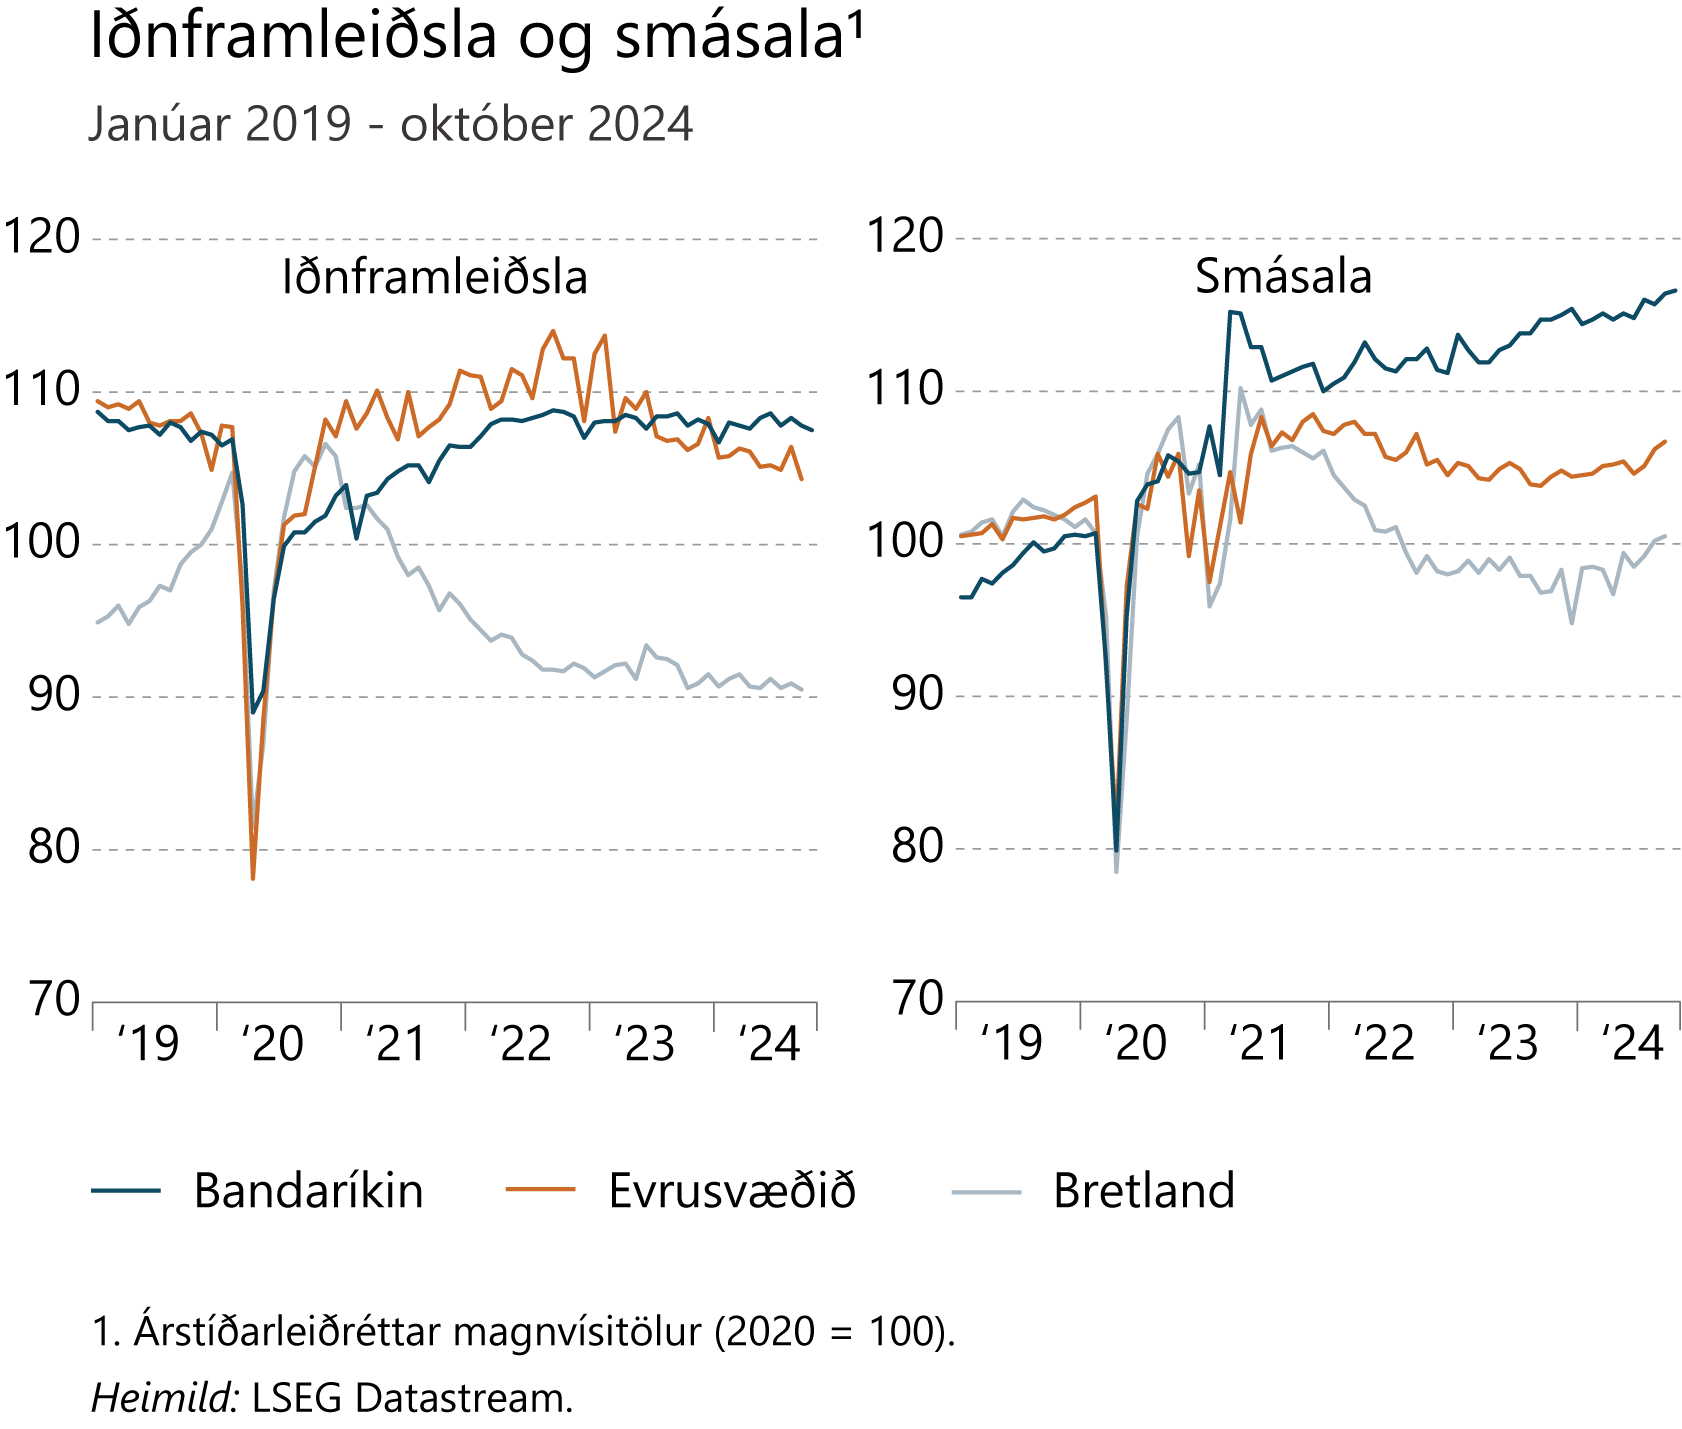 Iðnframleiðsla og smásala¹
Janúar 2019 - október 2024
Iðnframleiðsla
120
110
100
90
80
70
‘19 ‘20 ‘21 ‘22 ‘23 ‘24
Smásala
120
110
100
90
80
70
‘19 ‘20 ‘21 ‘22 ‘23 ‘24
Bandaríkin Evrusvæðið Bretland
1. Árstíðarleiðréttar magnvísitölur (2020 = 100).
Heimild: LSEG Datastream.